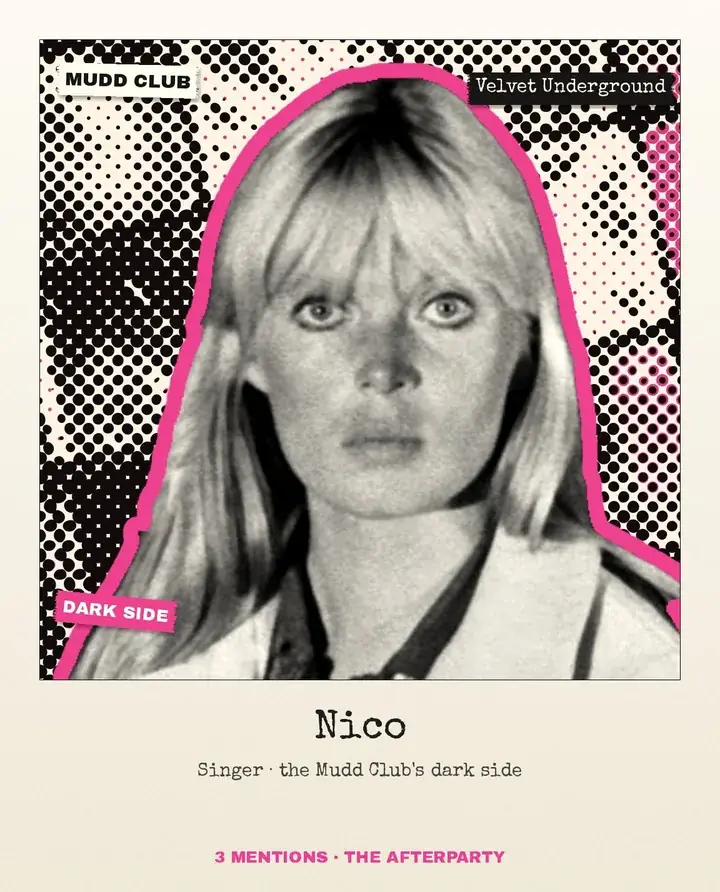 MUDD CLUB
Velvet Underground
DARK SIDE
Nico
Singer · the Mudd Club's dark side
3 MENTIONS · THE AFTERPARTY